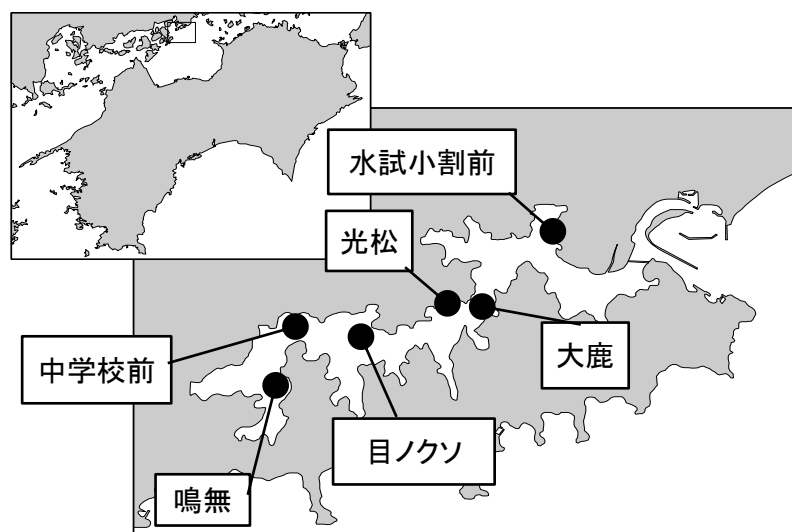 水試小割前
光松
大鹿
中学校前
目ノクソ
鳴無